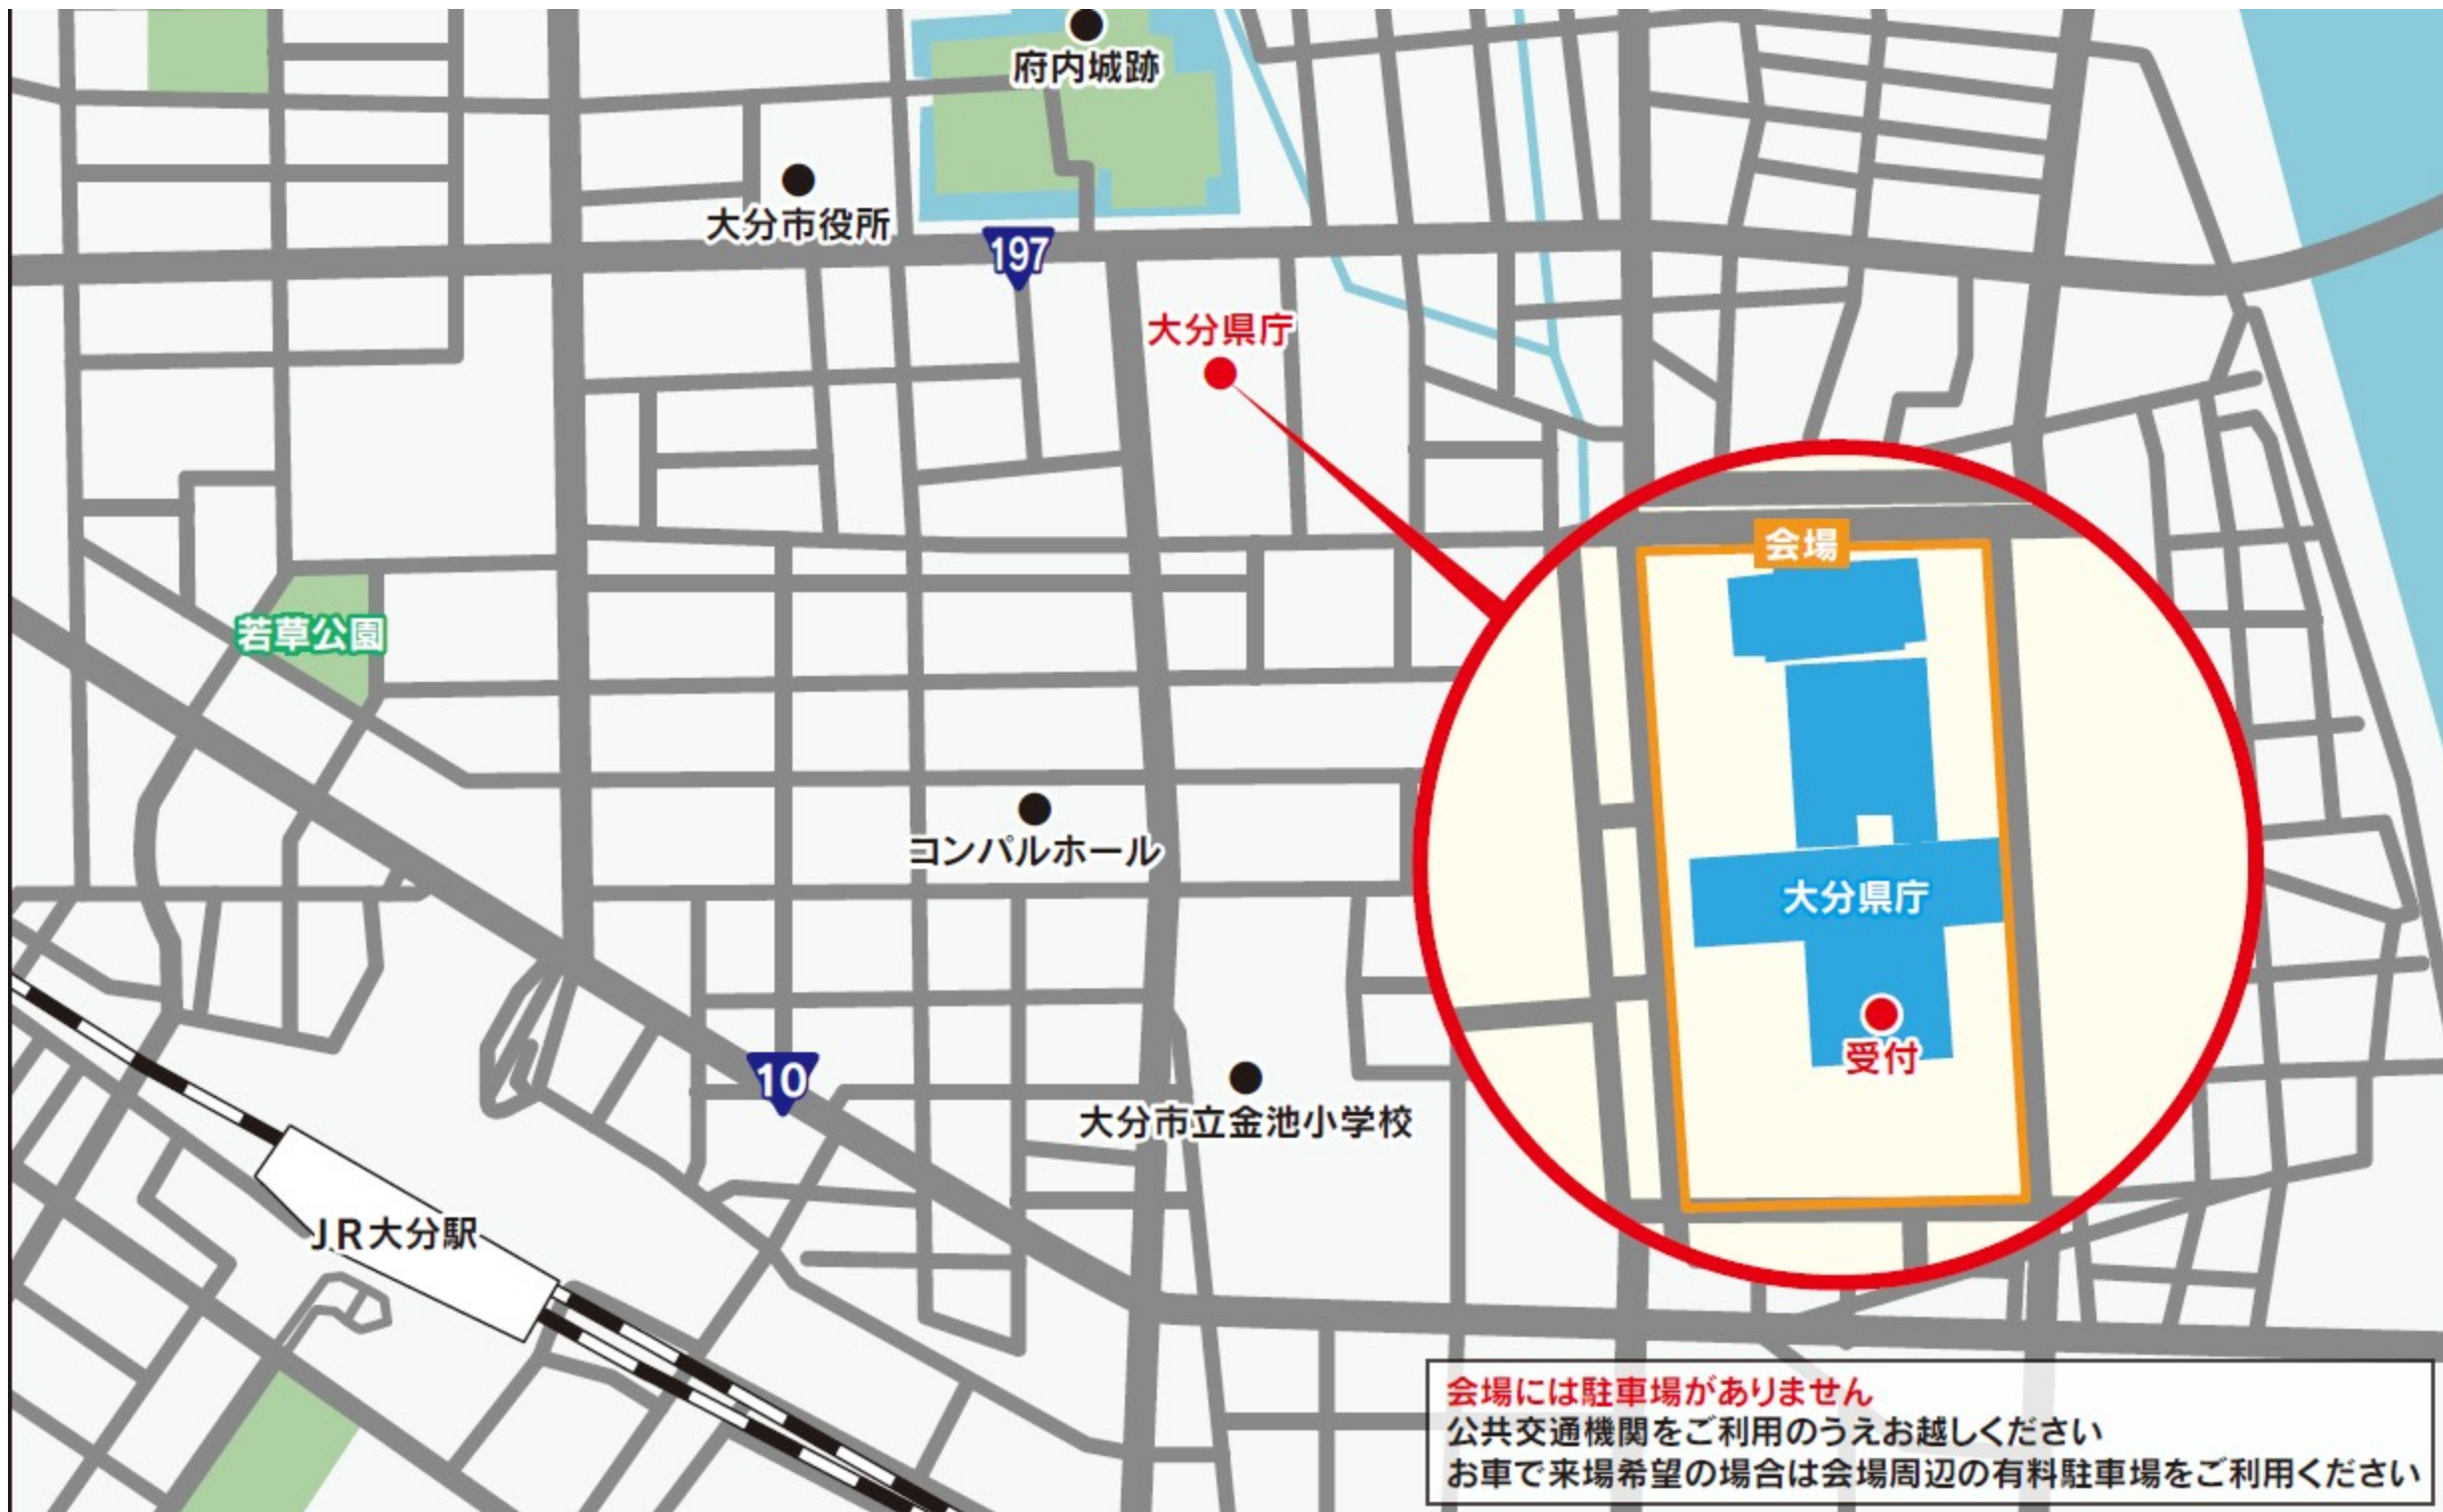 府内城跡
大分市役所
197
大分県庁
会場
若草公園
コンパルホール
大分県庁
受付
10
大分市立金池小学校
JR大分駅
会場には駐車場がありません
公共交通機関をご利用のうえお越しください
お車で来場希望の場合は会場周辺の有料駐車場をご利用ください